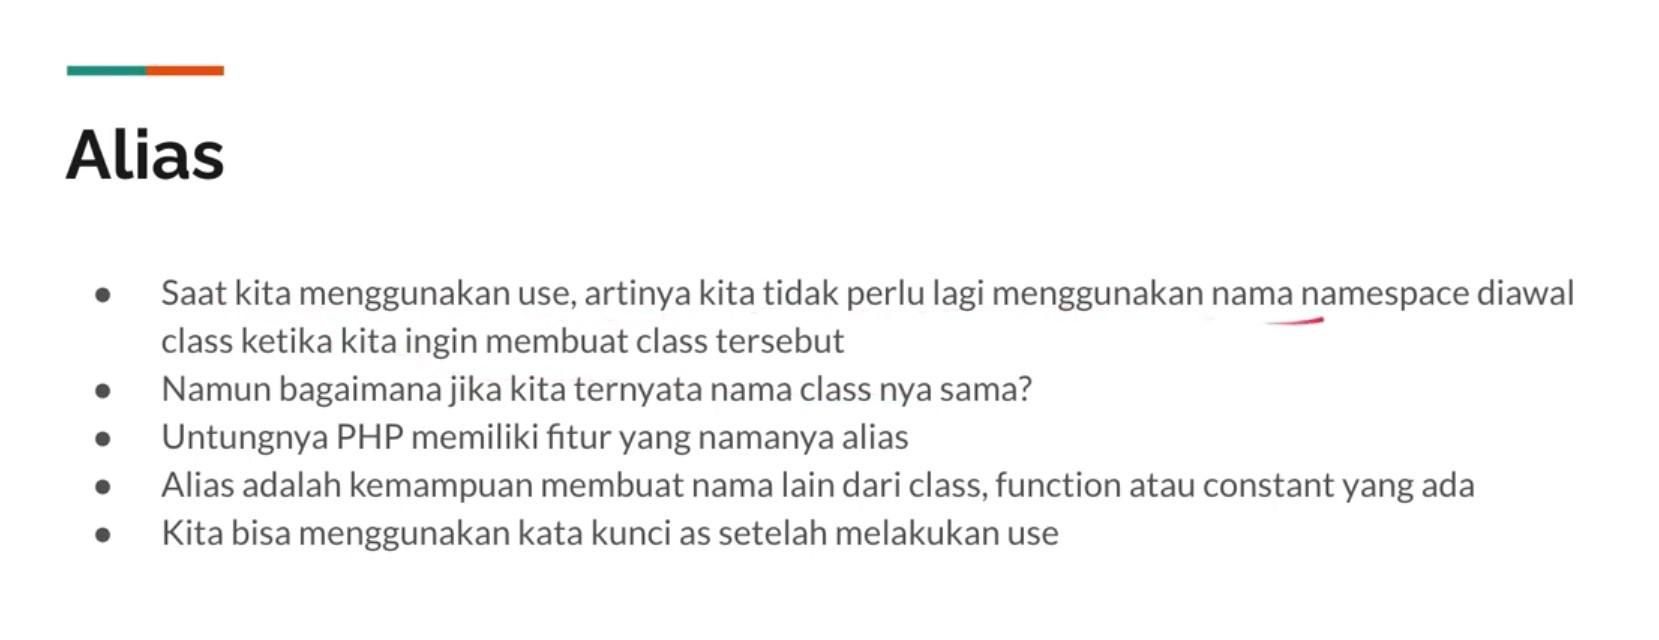 Alias
● Saat kita menggunakan use, artinya kita tidak perlu lagi menggunakan nama namespace diawal
class ketika kita ingin membuat class tersebut
● Namun bagaimana jika kita ternyata nama class nya sama?
● Untungnya PHP memiliki fitur yang namanya alias
● Alias adalah kemampuan membuat nama lain dari class, function atau constant yang ada
● Kita bisa menggunakan kata kunci as setelah melakukan use